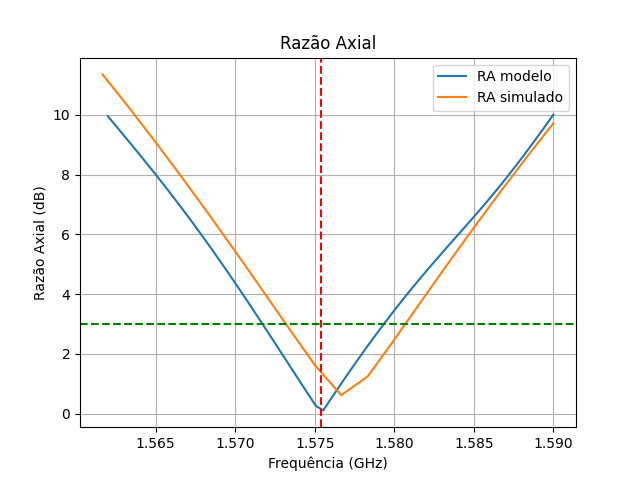 Razão Axial
RA modelo
RA simulado
Razão Axial (dB)
10
8
6
4
2
0
1.565 1.570 1.575 1.580 1.585 1.590
Frequência (GHz)